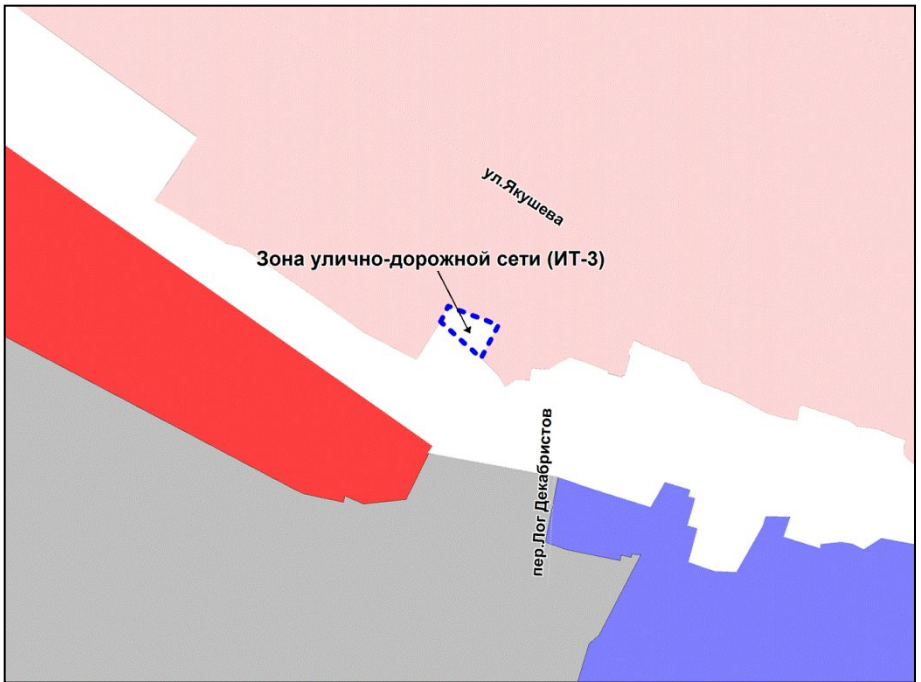 ул.Якушева
Зона улично-дорожной сети (ИТ-3)
пер.Лог Декабристов